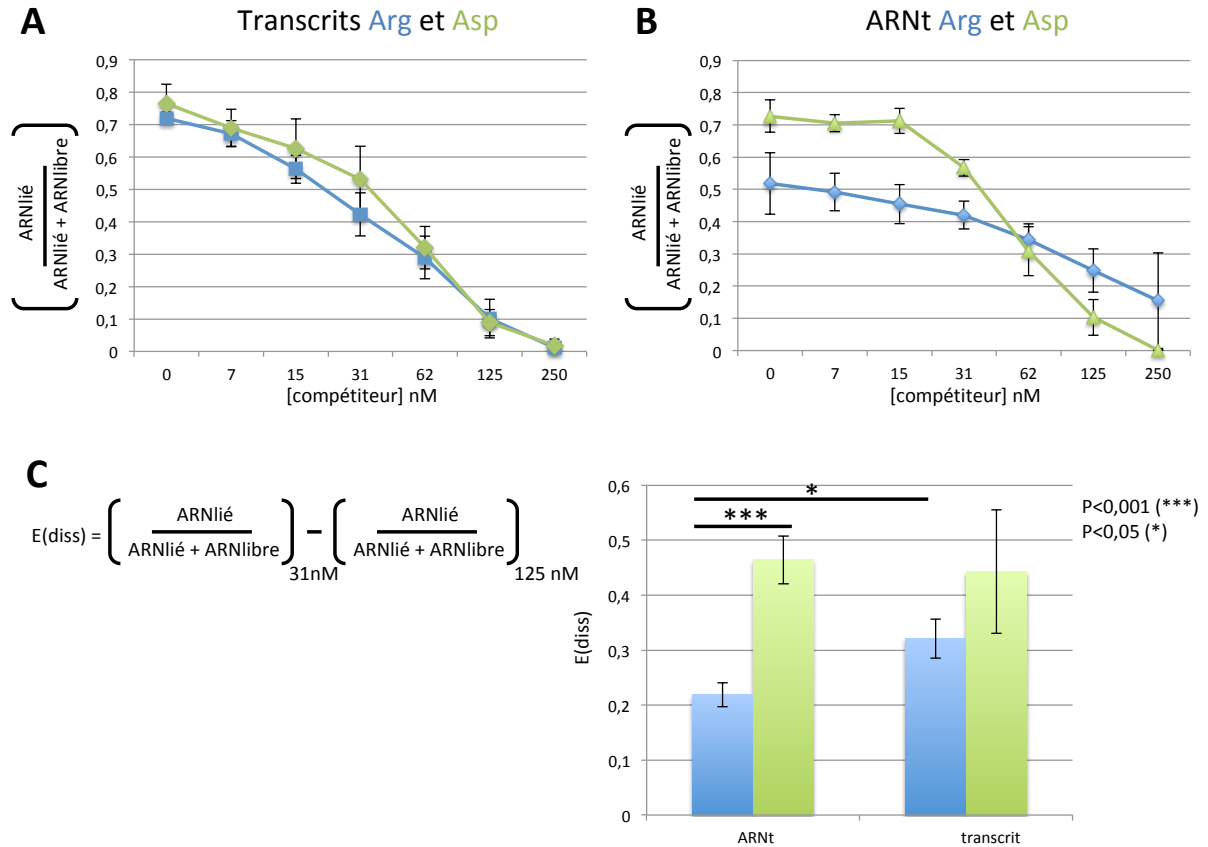 A
Transcrits Arg et Asp
0,9
0,8
0,7
0,6
0,5
0,4
0,3
0,2
0,1
0
ARNlié
ARNlié + ARNlibre
0 7 15 31 62 125 250
[compétiteur] nM
B
ARNt Arg et Asp
0,9
0,8
0,7
0,6
0,5
0,4
0,3
0,2
0,1
0
ARNlié
ARNlié + ARNlibre
0 7 15 31 62 125 250
[compétiteur] nM
C
E(diss) =
ARNlié
ARNlié + ARNlibre
31nM
−
ARNlié
ARNlié + ARNlibre
125 nM
0,6
0,5
0,4
0,3
0,2
0,1
0
E(diss)
*
***
ARNt transcrit
P<0,001 (***)
P<0,05 (*)